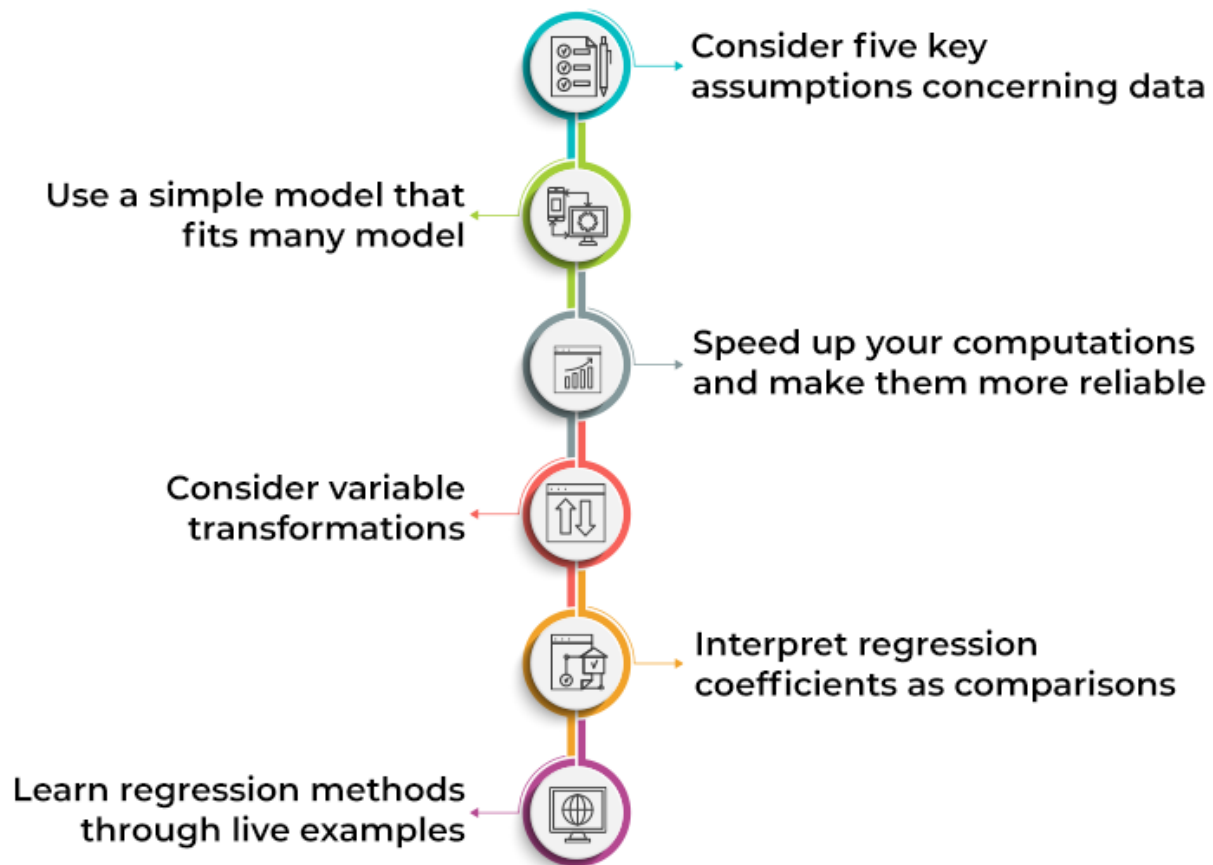 Consider five key
assumptions concerning data
Use a simple model that
fits many model
Speed up your computations
and make them more reliable
Consider variable
transformations
Interpret regression
coefficients as comparisons
Learn regression methods
through live examples